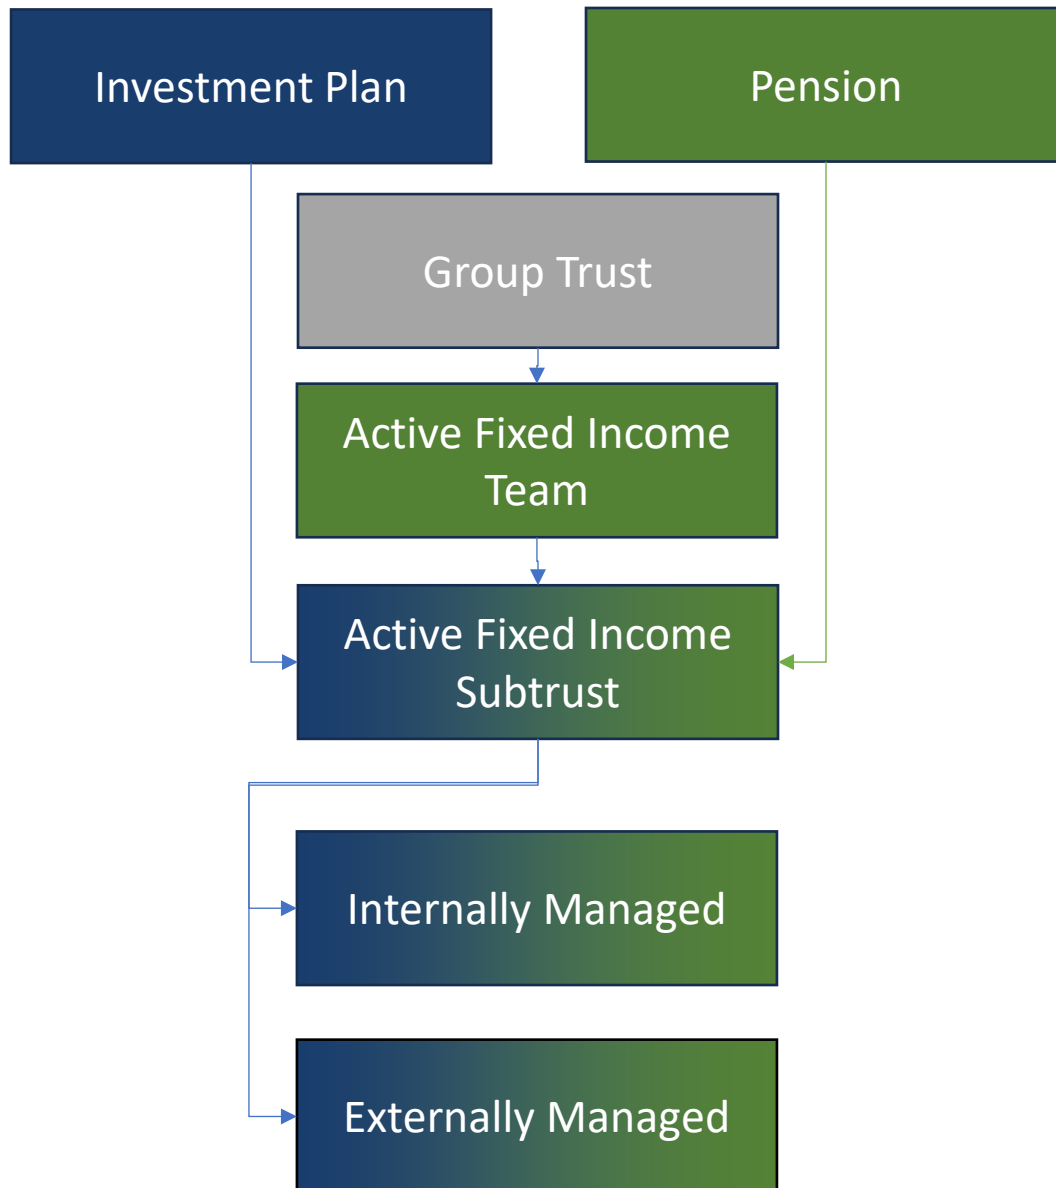 Investment Plan
Pension
Group Trust
Active Fixed Income
Team
Active Fixed Income
Subtrust
Internally Managed
Externally Managed